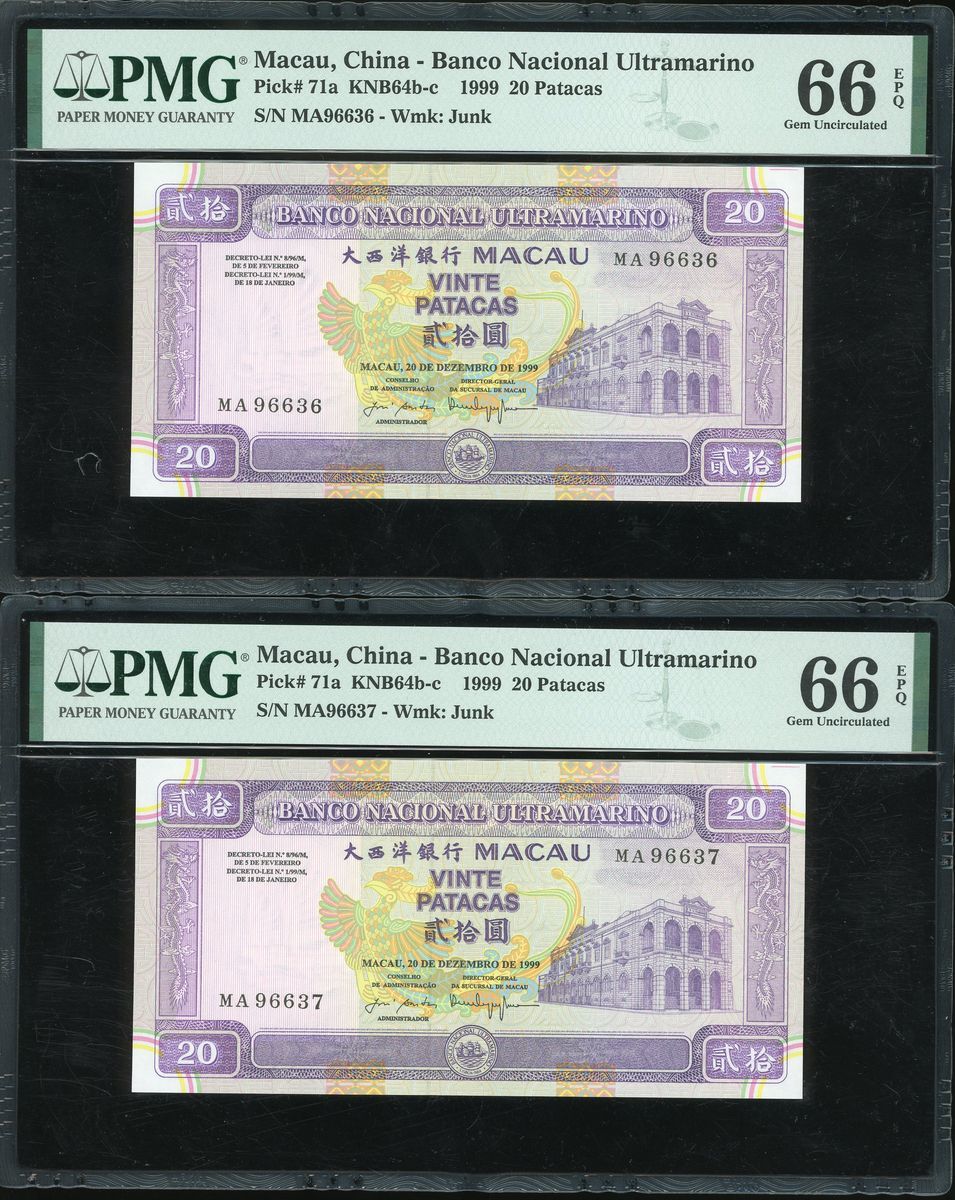 PMG®
PAPER MONEY GUARANTY
Macau, China - Banco Nacional Ultramarino
Pick# 71a KNB64b-c 1999 20 Patacas
S/N MA96636 - Wmk: Junk
66 EPQ
Gem Uncirculated
貳拾
BANCO NACIONAL ULTRAMARINO
20
大西洋銀行 MACAU
MA 96636
DECRETO-LEI N.º 8/96/M,
DE 5 DE FEVEREIRO
DECRETO-LEI N.º 1/99/M,
DE 18 DE JANEIRO
VINTE
PATACAS
貳拾圓
MACAU, 20 DE DEZEMBRO DE 1999
CONSELHO DIRECTOR-GERAL
DE ADMINISTRAÇÃO DA SUCURSAL DE MACAU
ADMINISTRADOR
MA 96636
20
貳拾
PMG®
PAPER MONEY GUARANTY
Macau, China - Banco Nacional Ultramarino
Pick# 71a KNB64b-c 1999 20 Patacas
S/N MA96637 - Wmk: Junk
66 EPQ
Gem Uncirculated
貳拾
BANCO NACIONAL ULTRAMARINO
20
大西洋銀行 MACAU
MA 96637
DECRETO-LEI N.º 8/96/M,
DE 5 DE FEVEREIRO
DECRETO-LEI N.º 1/99/M,
DE 18 DE JANEIRO
VINTE
PATACAS
貳拾圓
MACAU, 20 DE DEZEMBRO DE 1999
CONSELHO DIRECTOR-GERAL
DE ADMINISTRAÇÃO DA SUCURSAL DE MACAU
ADMINISTRADOR
MA 96637
20
貳拾